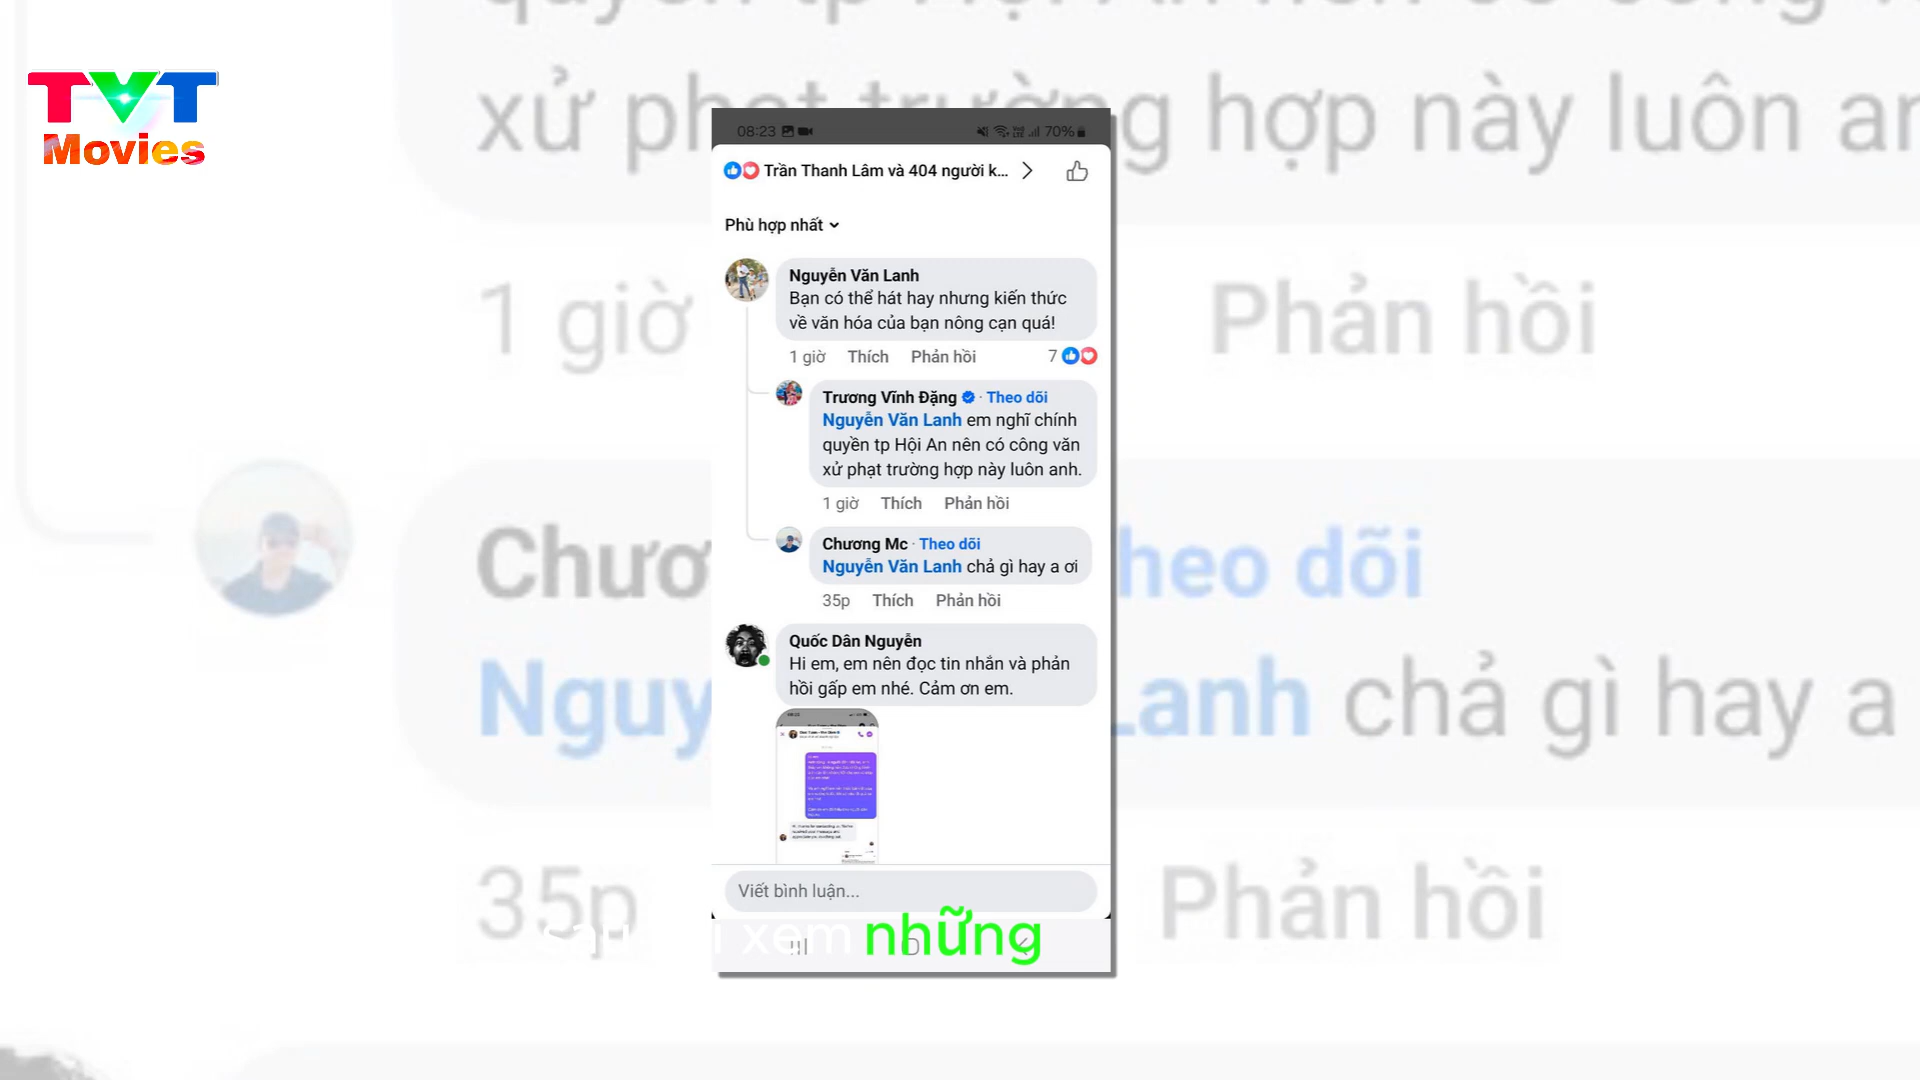 TVT
Movies
xử phạt trường hợp này luôn
1 giờ
Phản hồi
08:23
70%
Trần Thanh Lâm và 404 người k...
Phù hợp nhất
Nguyễn Văn Lanh
Bạn có thể hát hay nhưng kiến thức
về văn hóa của bạn nông cạn quá!
1 giờ Thích Phản hồi 7
Trương Vĩnh Đặng · Theo dõi
Nguyễn Văn Lanh em nghĩ chính
quyền tp Hội An nên có công văn
xử phạt trường hợp này luôn anh.
1 giờ Thích Phản hồi
Chương Mc · Theo dõi
Nguyễn Văn Lanh chả gì hay a ơi
35p Thích Phản hồi
Quốc Dân Nguyễn
Hi em, em nên đọc tin nhắn và phản
hồi gấp em nhé. Cảm ơn em.
Viết bình luận...
Lanh chả gì hay a
35p
Phản hồi
xem những